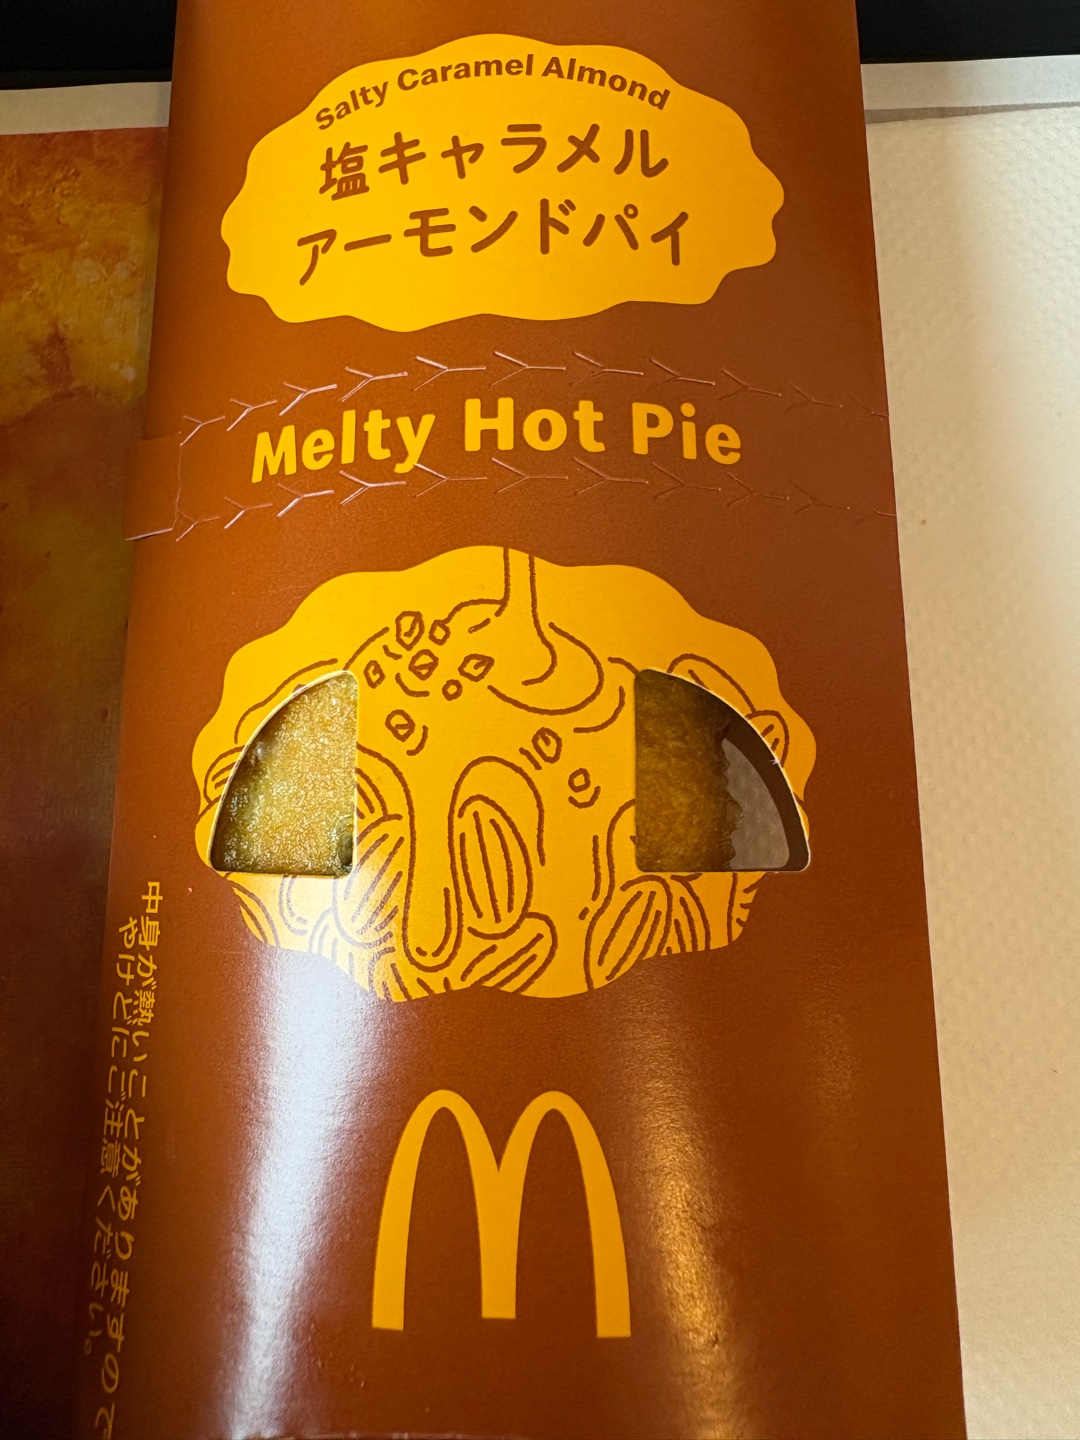 Salty Caramel Almond
塩キャラメル
アーモンドパイ
Melty Hot Pie
中身が熱いことがありますので
やけどにご注意ください。